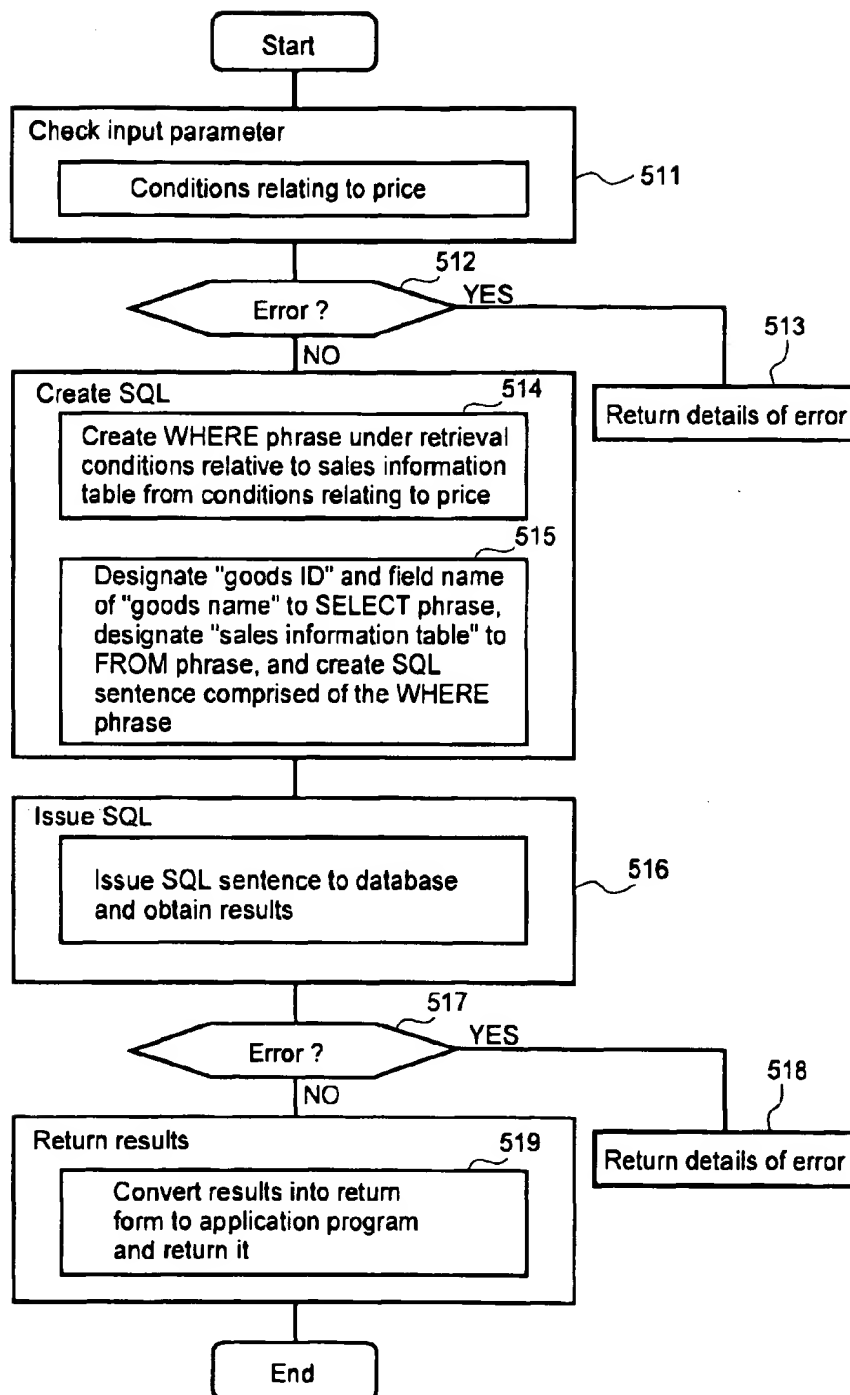 Start
Check input parameter
Conditions relating to price
511
512
Error ?
YES
NO
513
Return details of error
Create SQL
514
Create WHERE phrase under retrieval
conditions relative to sales information
table from conditions relating to price
515
Designate "goods ID" and field name
of "goods name" to SELECT phrase,
designate "sales information table" to
FROM phrase, and create SQL
sentence comprised of the WHERE
phrase
Issue SQL
Issue SQL sentence to database
and obtain results
516
517
Error ?
YES
NO
518
Return details of error
Return results
519
Convert results into return
form to application program
and return it
End